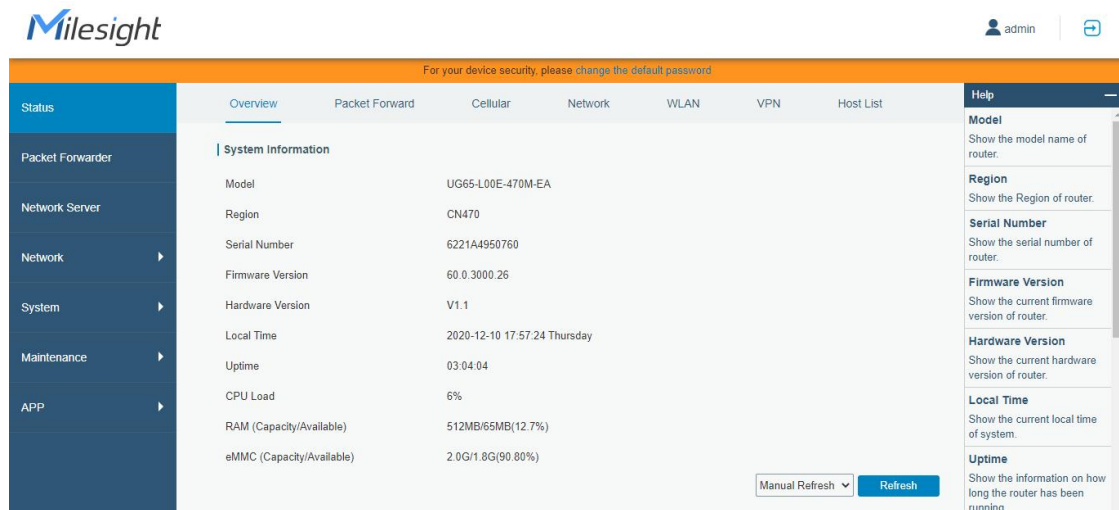 Milesight
admin
For your device security, please change the default password
Status
Packet Forwarder
Network Server
Network
System
Maintenance
APP
Overview Packet Forward Cellular Network WLAN VPN Host List
System Information
Model UG65-L00E-470M-EA
Region CN470
Serial Number 6221A4950760
Firmware Version 60.0.3000.26
Hardware Version V1.1
Local Time 2020-12-10 17:57:24 Thursday
Uptime 03:04:04
CPU Load 6%
RAM (Capacity/Available) 512MB/65MB(12.7%)
eMMC (Capacity/Available) 2.0G/1.8G(90.80%)
Manual Refresh Refresh
Help
Model
Show the model name of
router.
Region
Show the Region of router.
Serial Number
Show the serial number of
router.
Firmware Version
Show the current firmware
version of router.
Hardware Version
Show the current hardware
version of router.
Local Time
Show the current local time
of system.
Uptime
Show the information on how
long the router has been
running.